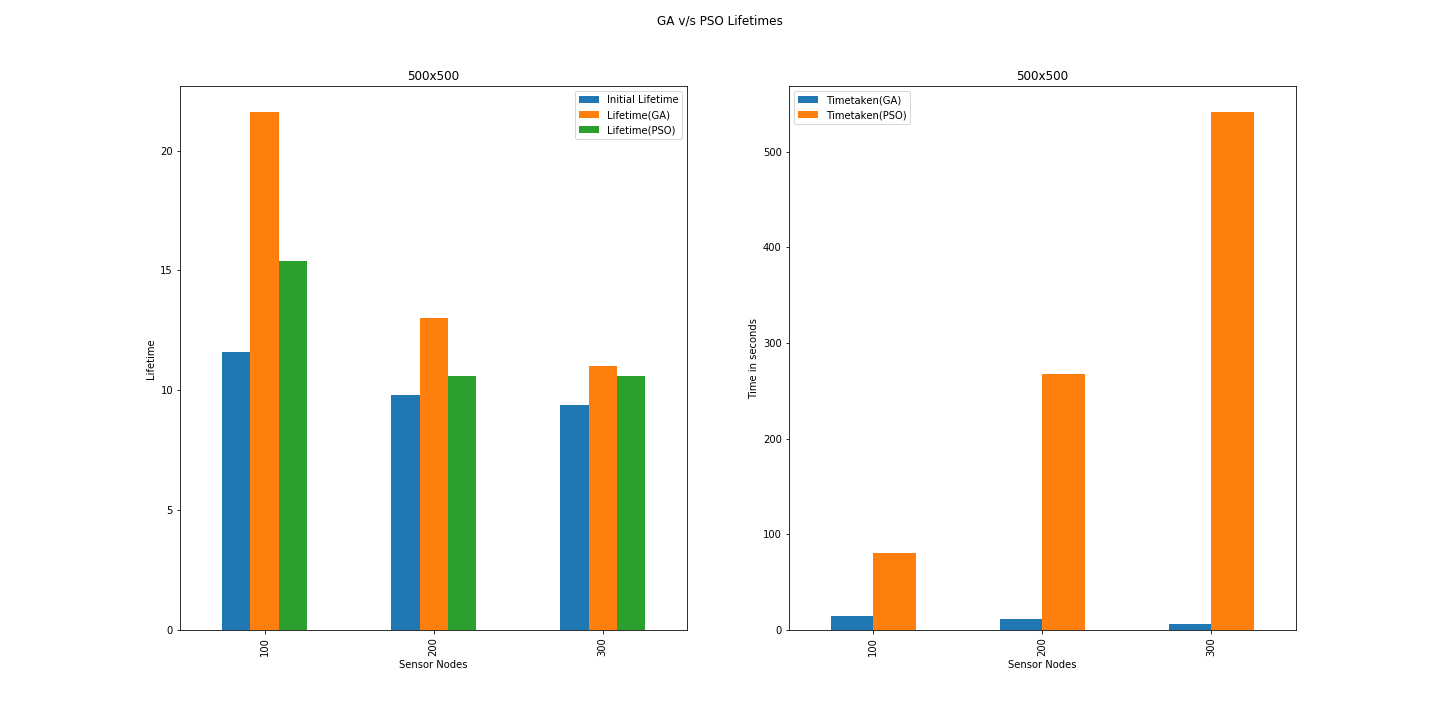 GA v/s PSO Lifetimes
500x500
Initial Lifetime
Lifetime(GA)
Lifetime(PSO)
20
15
10
5
0
Lifetime
100
200
300
Sensor Nodes
500x500
Timetaken(GA)
Timetaken(PSO)
500
400
300
200
100
0
Time in seconds
100
200
300
Sensor Nodes